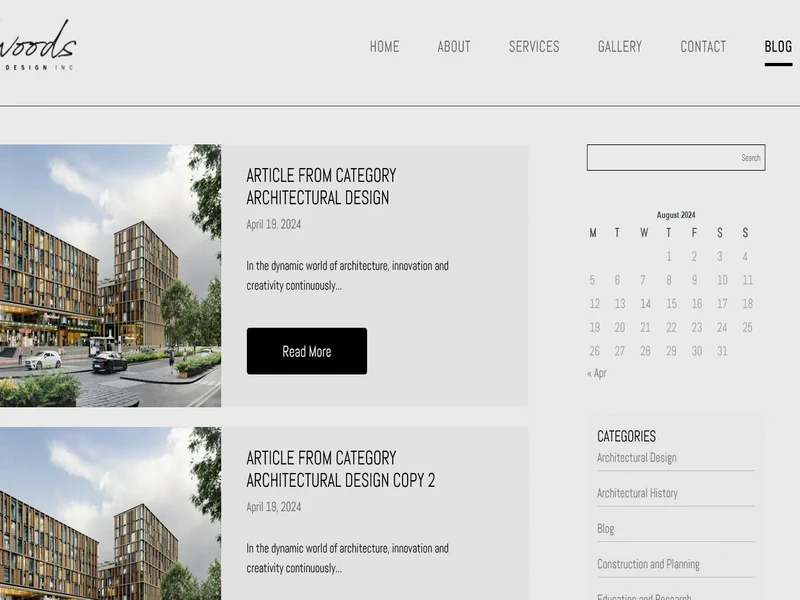 woods
DESIGN INC
HOME ABOUT SERVICES GALLERY CONTACT BLOG
ARTICLE FROM CATEGORY
ARCHITECTURAL DESIGN
April 19, 2024
In the dynamic world of architecture, innovation and
creativity continuously...
Read More
ARTICLE FROM CATEGORY
ARCHITECTURAL DESIGN COPY 2
April 19, 2024
In the dynamic world of architecture, innovation and
creativity continuously...
Search
August 2024
M T W T F S S
1 2 3 4
5 6 7 8 9 10 11
12 13 14 15 16 17 18
19 20 21 22 23 24 25
26 27 28 29 30 31
« Apr
CATEGORIES
Architectural Design
Architectural History
Blog
Construction and Planning
Education and Research